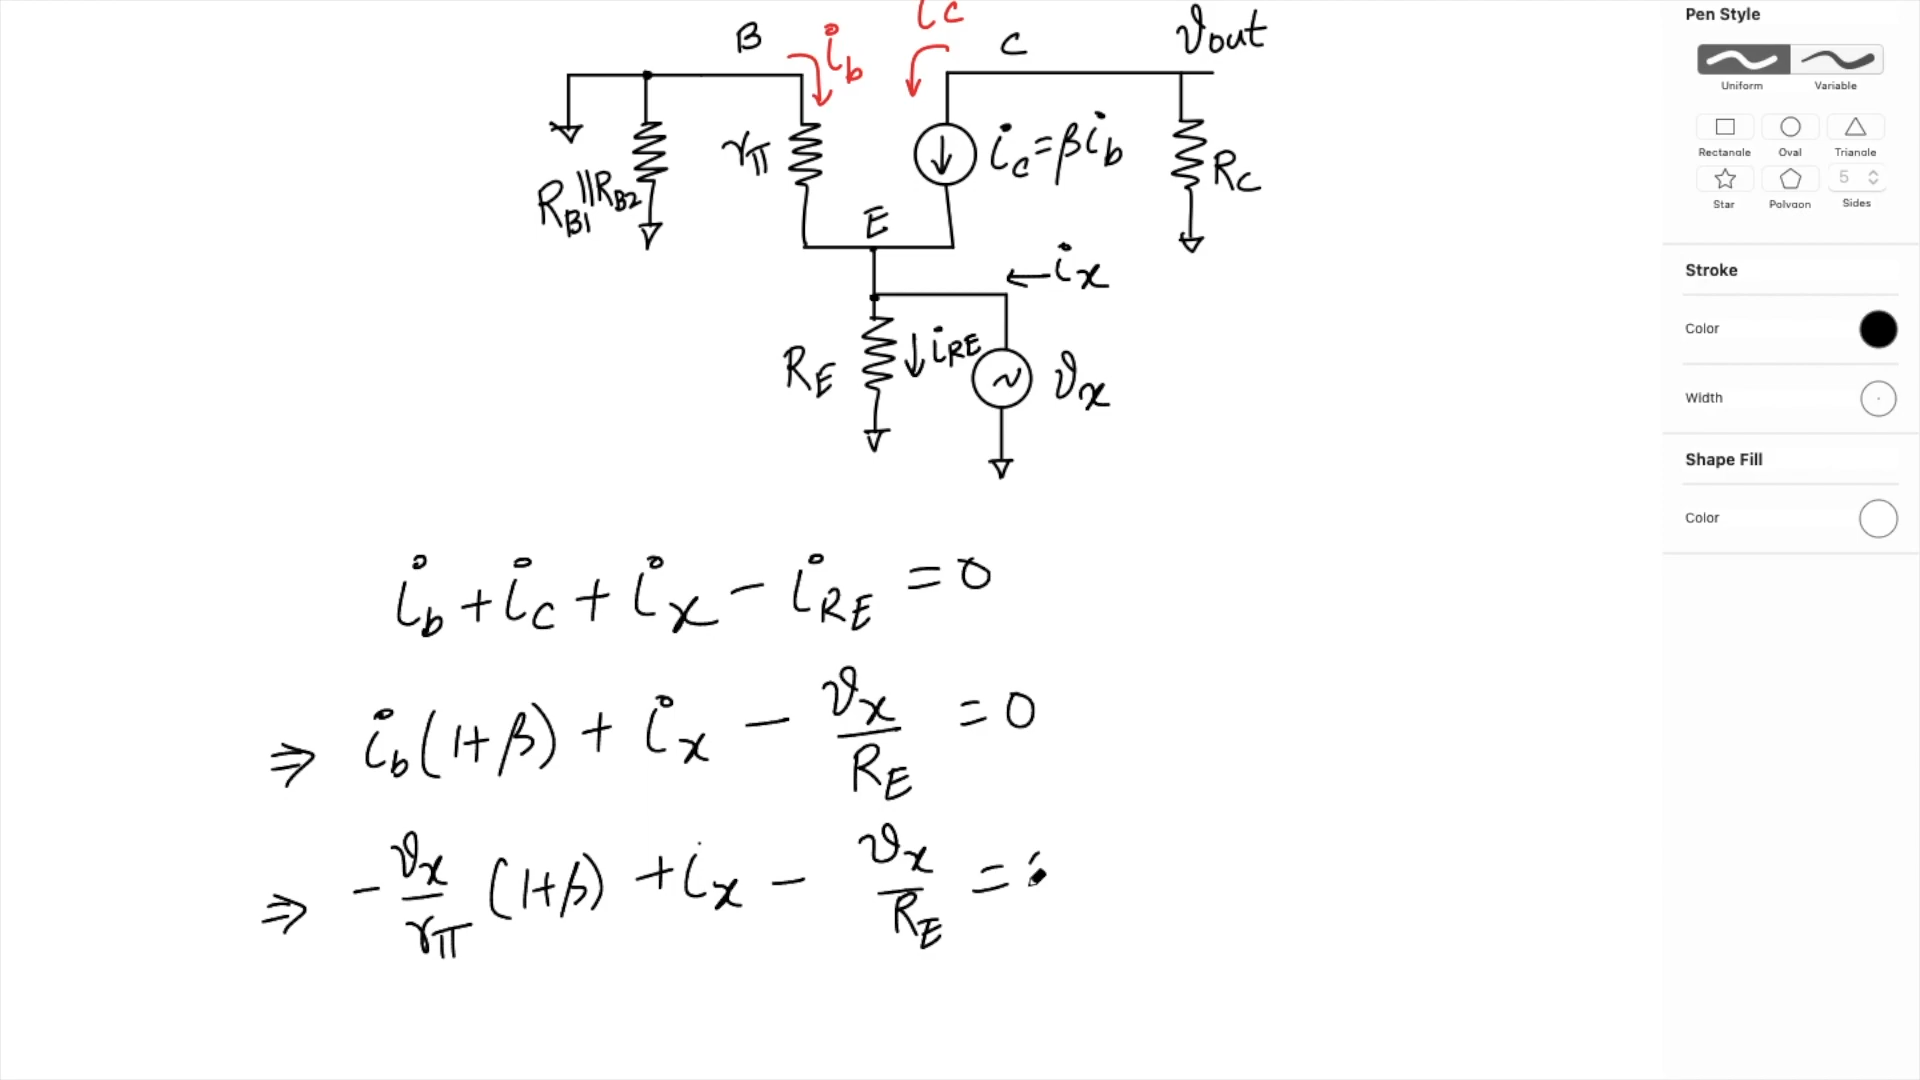 Pen Style
Uniform Variable
Rectangle Oval Triangle
5
Star Polygon Sides
Stroke
Color
Width
Shape Fill
Color
B i_b i_c C v_out
R_B1 || R_B2 r_π i_c = β i_b R_C
E
← i_x
R_E ↓ i_RE v_x
i_b + i_c + i_x - i_RE = 0
⇒ i_b (1+β) + i_x - v_x / R_E = 0
⇒ - v_x / r_π (1+β) + i_x - v_x / R_E =